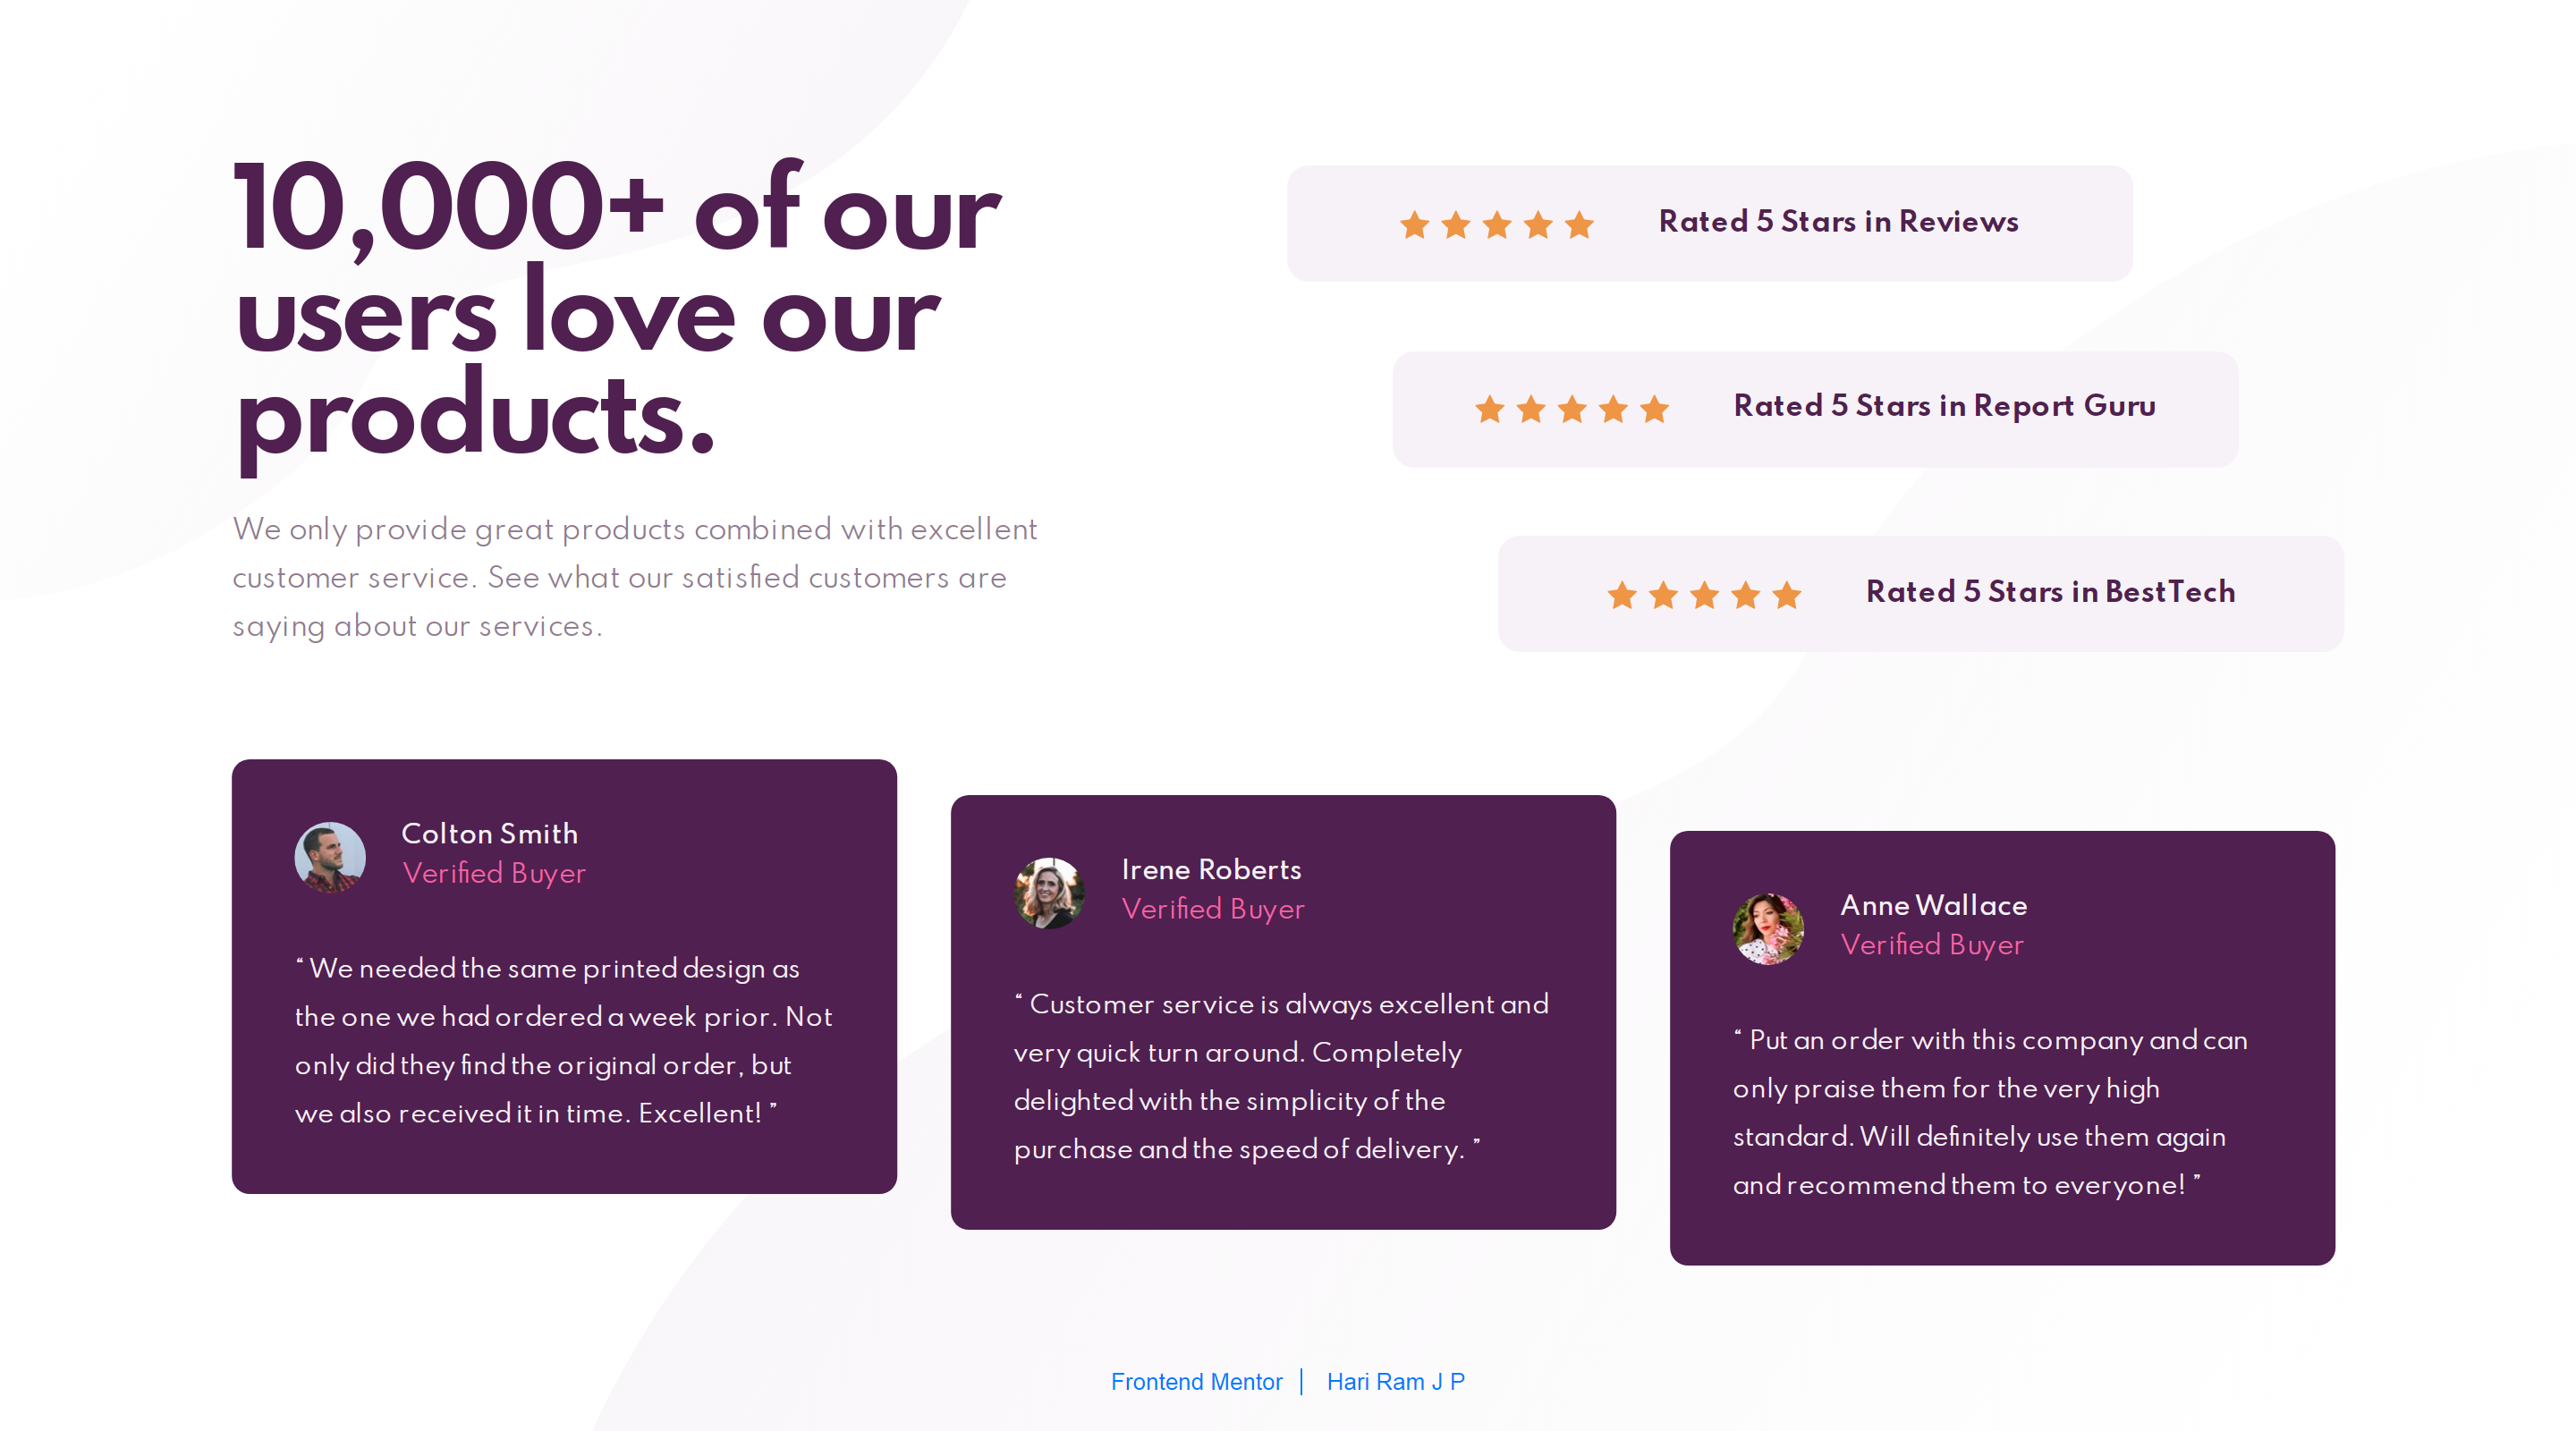 10,000+ of our
users love our
products.
We only provide great products combined with excellent
customer service. See what our satisfied customers are
saying about our services.
Rated 5 Stars in Reviews
Rated 5 Stars in Report Guru
Rated 5 Stars in BestTech
Colton Smith
Verified Buyer
“ We needed the same printed design as
the one we had ordered a week prior. Not
only did they find the original order, but
we also received it in time. Excellent! ”
Irene Roberts
Verified Buyer
“ Customer service is always excellent and
very quick turn around. Completely
delighted with the simplicity of the
purchase and the speed of delivery. ”
Anne Wallace
Verified Buyer
“ Put an order with this company and can
only praise them for the very high
standard. Will definitely use them again
and recommend them to everyone! ”
Frontend Mentor | Hari Ram J P